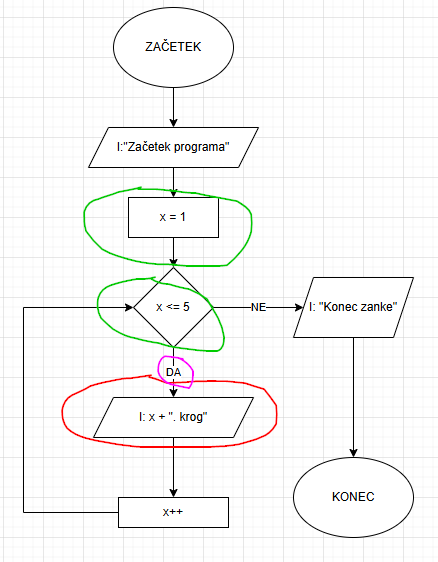 ZAČETEK
I:"Začetek programa"
x = 1
x <= 5
NE
I: "Konec zanke"
DA
I: x + ". krog"
x++
KONEC